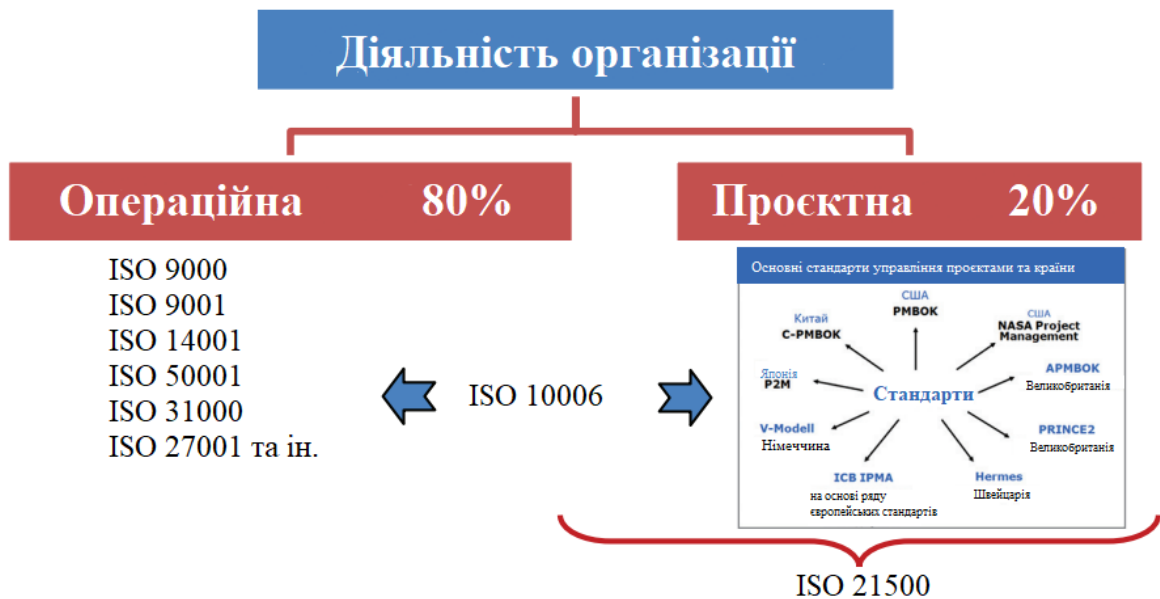 Діяльність організації
Операційна 80%
Проєктна 20%
ISO 9000
ISO 9001
ISO 14001
ISO 50001
ISO 31000
ISO 27001 та ін.
ISO 10006
Основні стандарти управління проєктами та країни
США
PMBOK
США
NASA Project
Management
Китай
C-PMBOK
APMBOK
Великобританія
Японія
P2M
Стандарти
V-Modell
Німеччина
PRINCE2
Великобританія
ICB IPMA
на основі ряду
європейських стандартів
Hermes
Швейцарія
ISO 21500